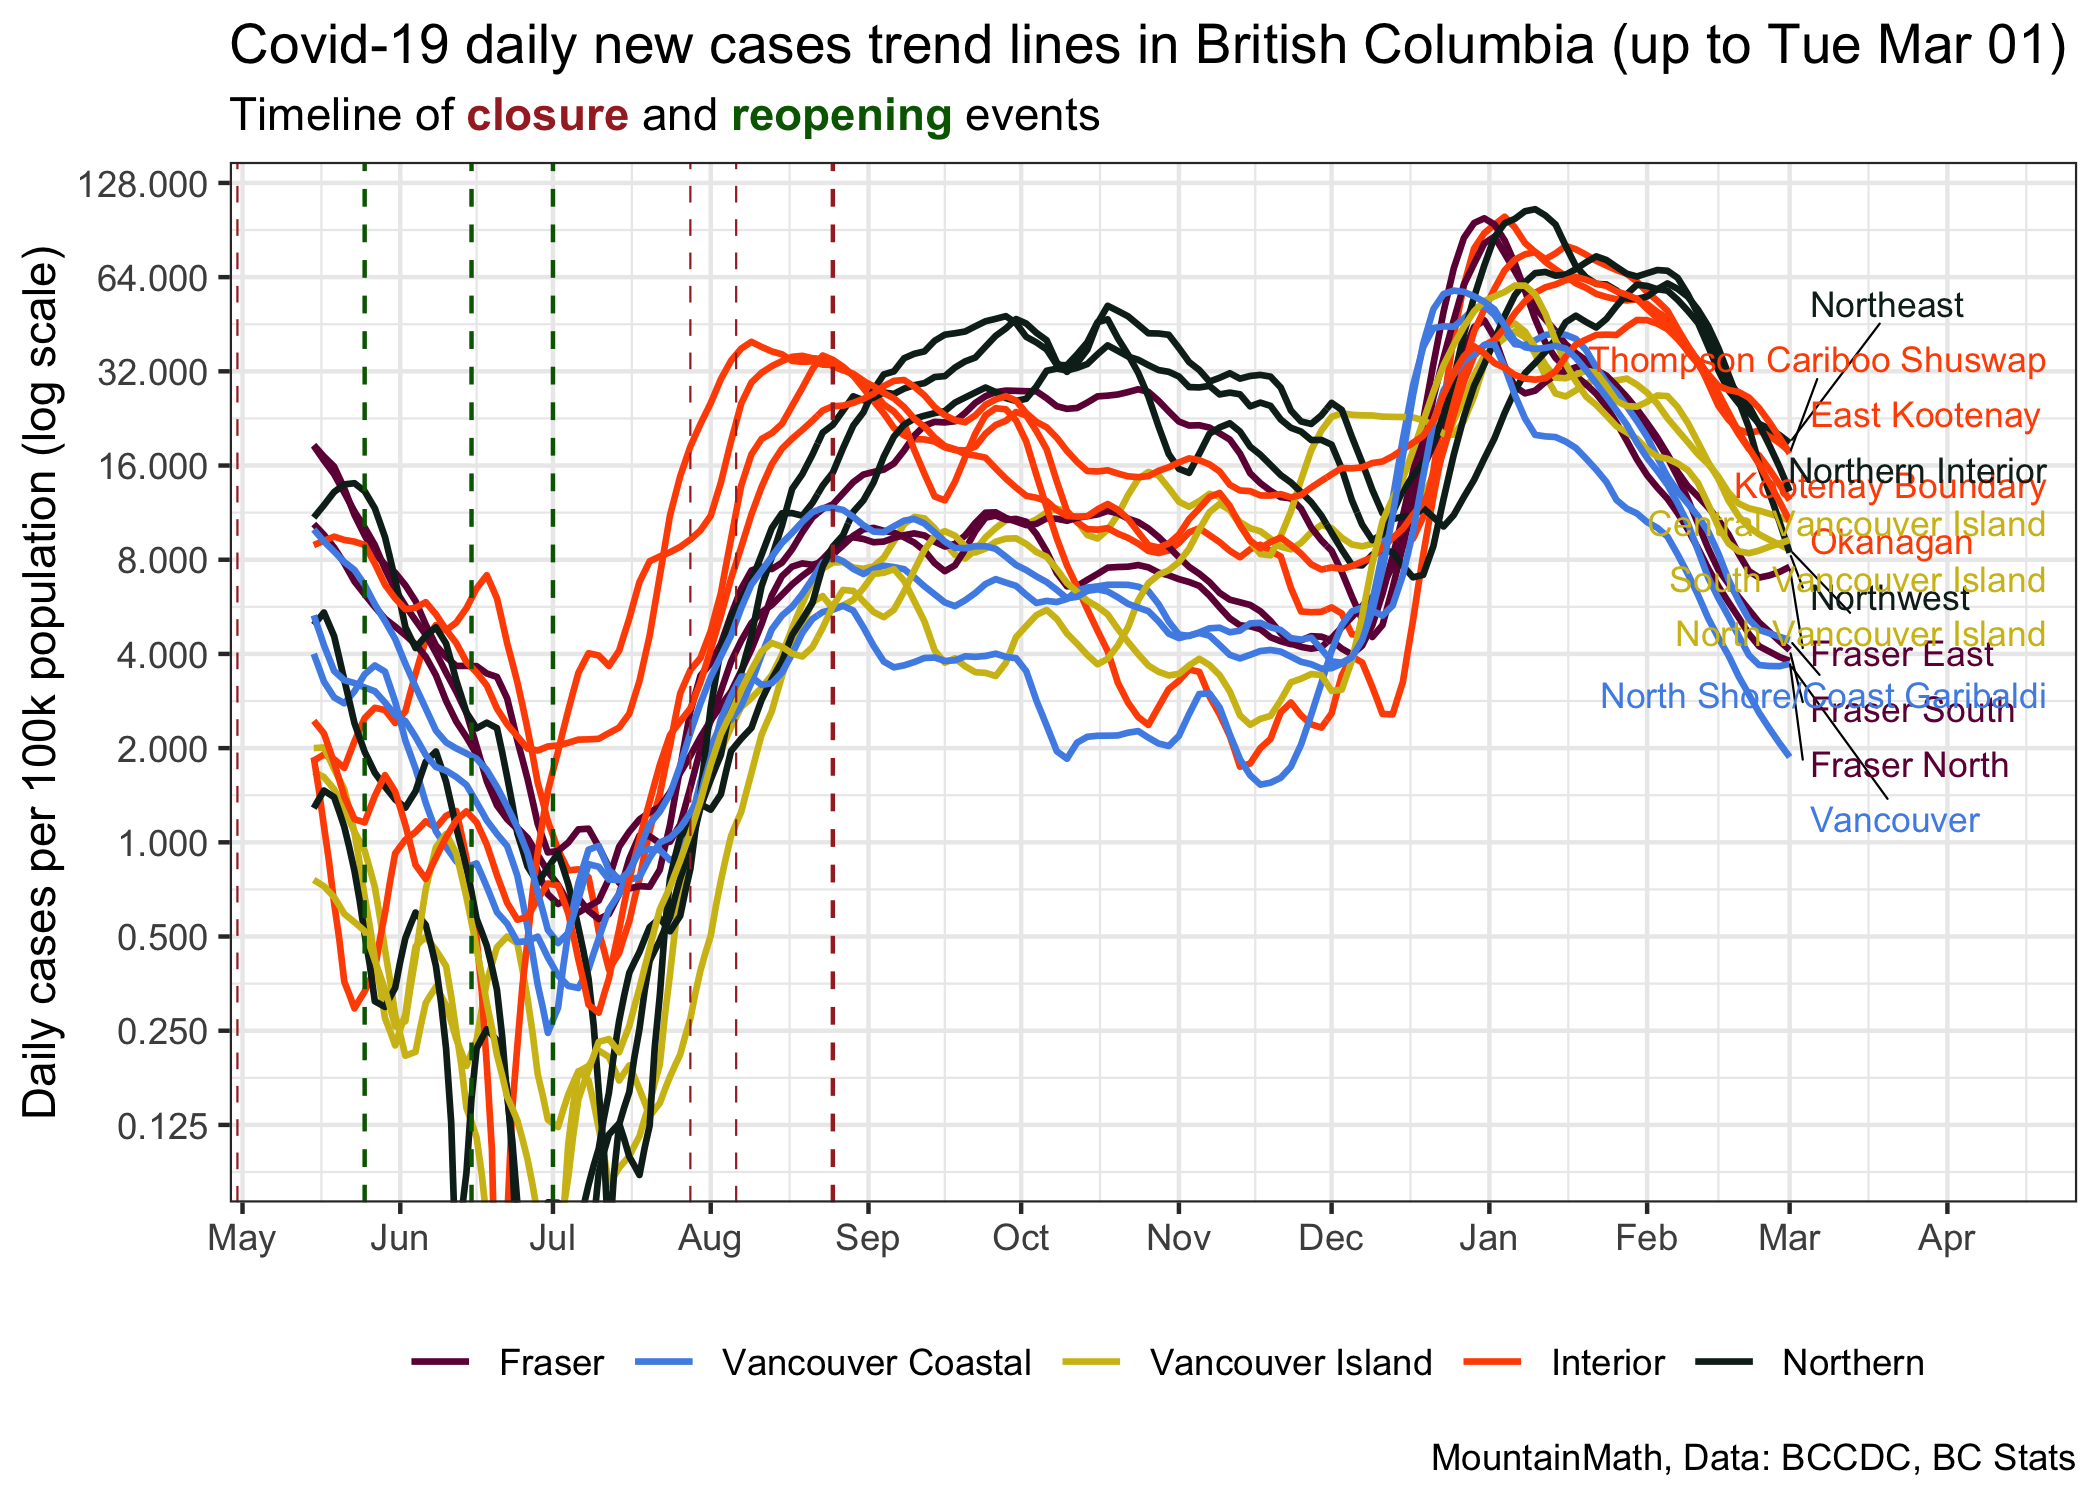 Covid-19 daily new cases trend lines in British Columbia (up to Tue Mar 01)
Timeline of closure and reopening events
Daily cases per 100k population (log scale)
128.000
64.000
32.000
16.000
8.000
4.000
2.000
1.000
0.500
0.250
0.125
Northeast
Thompson Cariboo Shuswap
East Kootenay
Northern Interior
Kootenay Boundary
Central Vancouver Island
Okanagan
South Vancouver Island
Northwest
North Vancouver Island
Fraser East
North Shore/Coast Garibaldi
Fraser South
Fraser North
Vancouver
May Jun Jul Aug Sep Oct Nov Dec Jan Feb Mar Apr
Fraser Vancouver Coastal Vancouver Island Interior Northern
MountainMath, Data: BCCDC, BC Stats